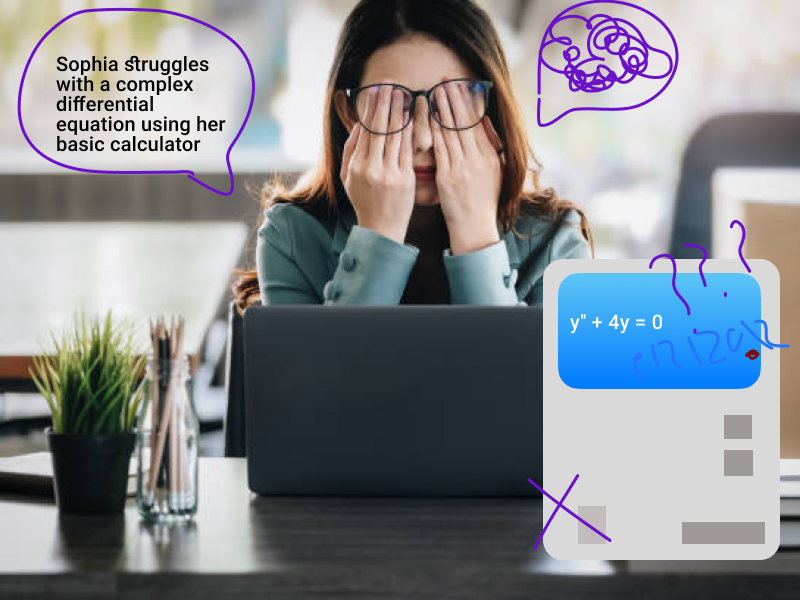 Sophia struggles
with a complex
differential
equation using her
basic calculator
y" + 4y = 0